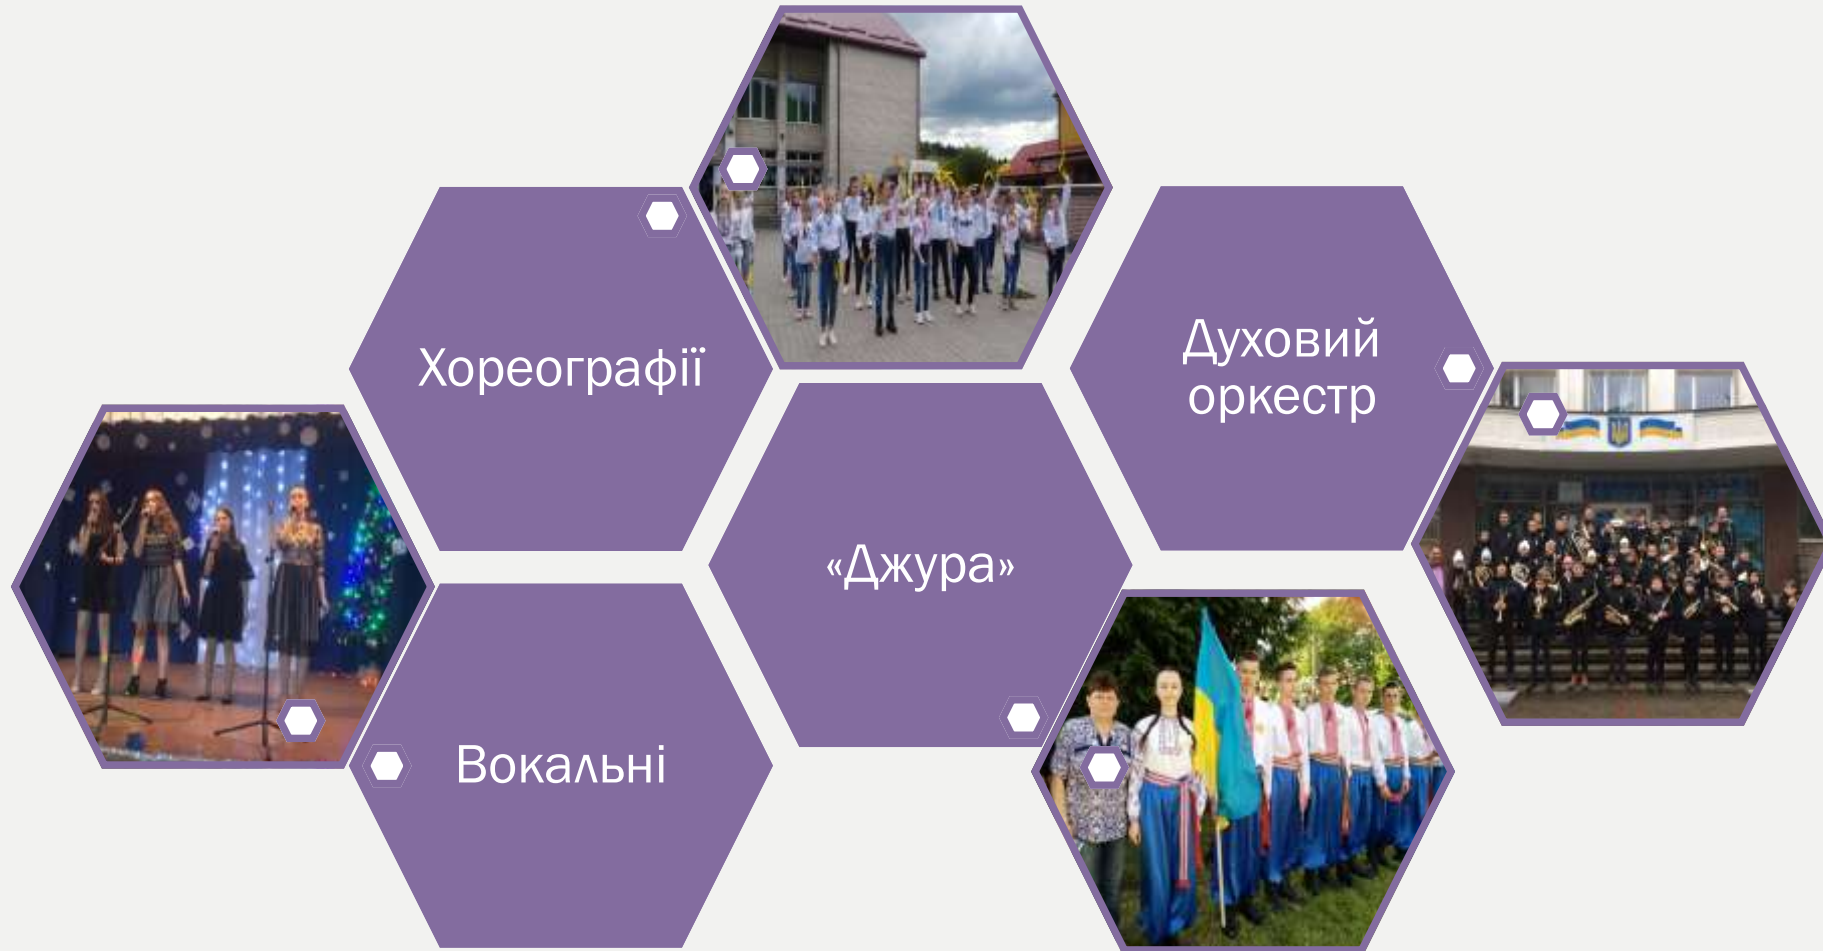 Хореографії
Духовий
оркестр
«Джура»
Вокальні